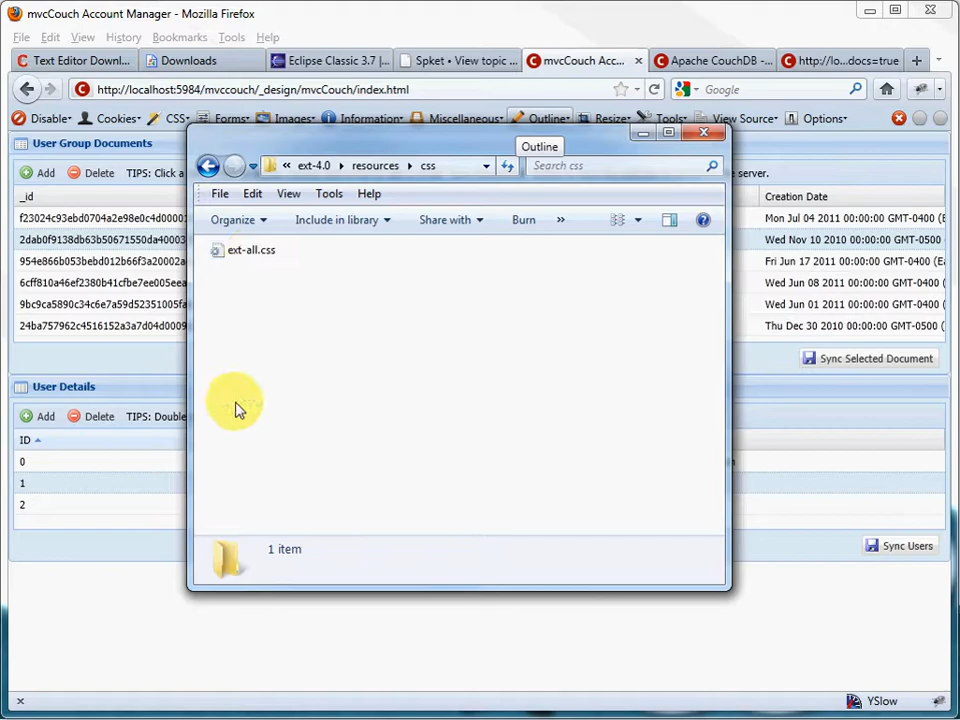 mvcCouch Account Manager - Mozilla Firefox
File Edit View History Bookmarks Tools Help
Text Editor Downl... Downloads Eclipse Classic 3.7 |... Spket • View topic ... mvcCouch Acc... Apache CouchDB -... http://lo...docs=true
http://localhost:5984/mvccouch/_design/mvcCouch/index.html Google
Disable Cookies CSS Forms Images Information Miscellaneous Outline Resize Tools Options
User Group Documents
Outline
Add Delete TIPS: Click a
e server.
_id Creation Date
f23024c93ebd0704a2e98e0c4d00001 Mon Jul 04 2011 00:00:00 GMT-0400 (
2dab0f9138db63b50671550da40003 Wed Nov 10 2010 00:00:00 GMT-0500
954e866b053bebd012b66f3a20002a Fri Jun 17 2011 00:00:00 GMT-0400 (E
6cff810a46ef2380b41cfbe7ee005eea Wed Jun 08 2011 00:00:00 GMT-0400
9bc9ca5890c34c6e7a59d52351005fa Wed Jun 01 2011 00:00:00 GMT-0400
24ba757962c4516152a3a7d04d0009 Thu Dec 30 2010 00:00:00 GMT-0500
Sync Selected Document
User Details
Add Delete TIPS: Double
ID
0
1
2
Sync Users
ext-4.0 resources css Search css
File Edit View Tools Help
Organize Include in library Share with Burn »
ext-all.css
1 item
YSlow